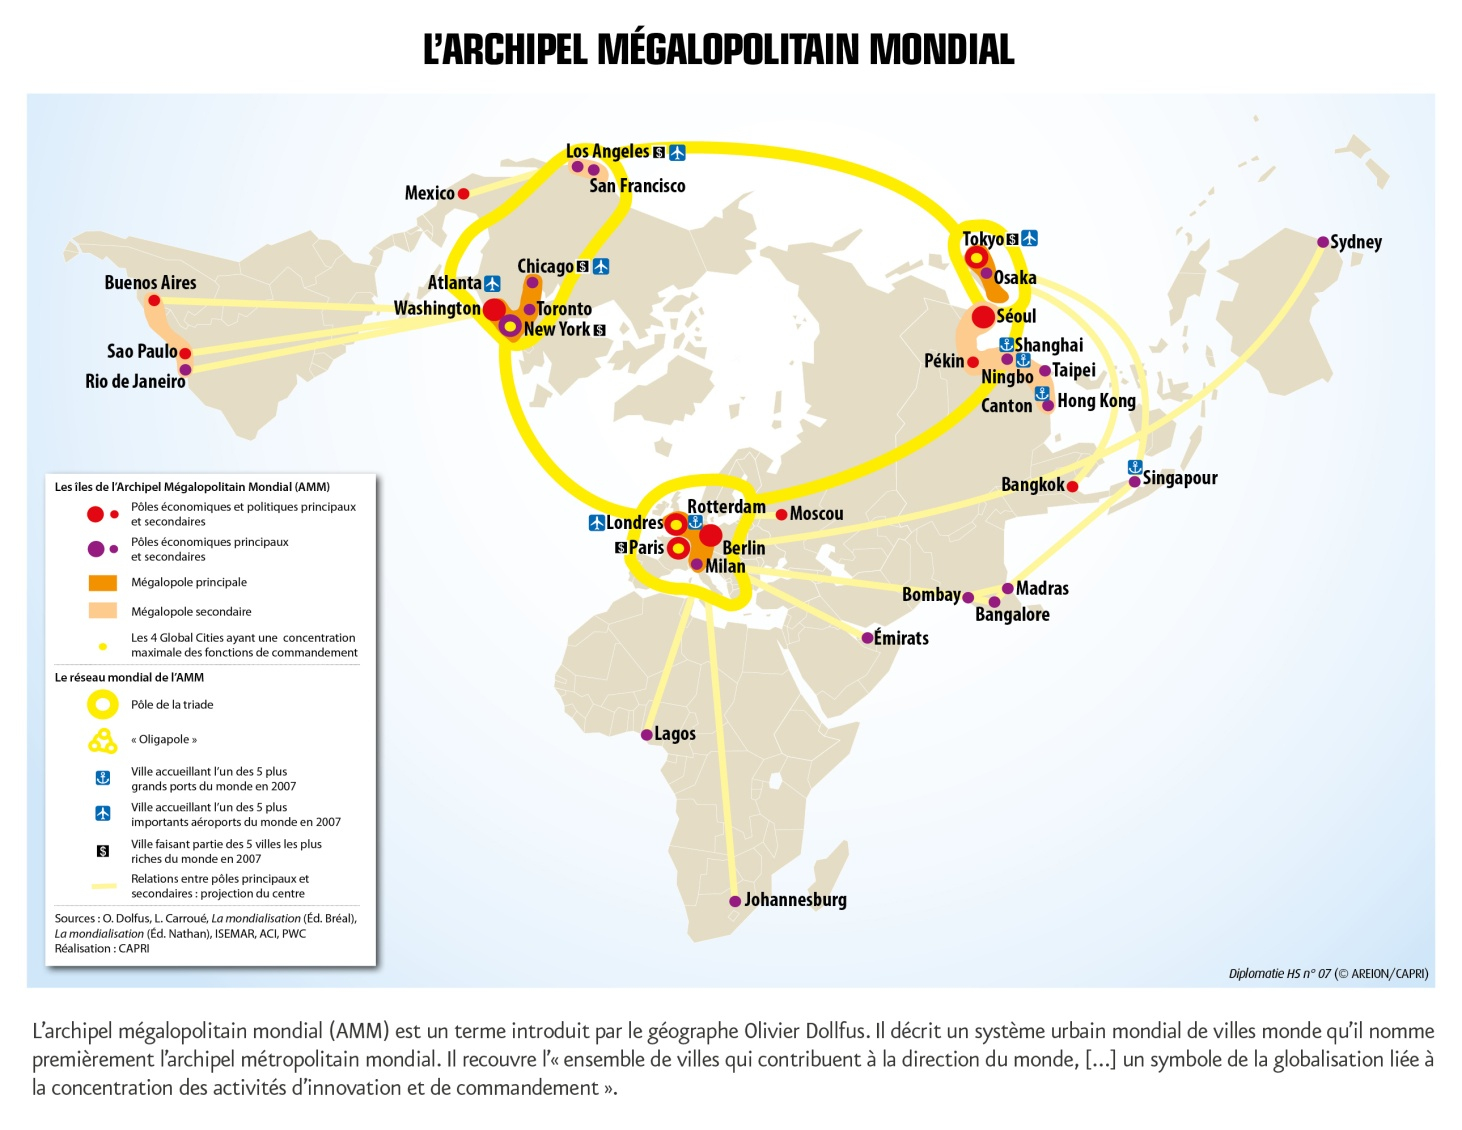 L'ARCHIPEL MÉGALOPOLITAIN MONDIAL
Los Angeles $
San Francisco
Mexico
Tokyo $
Osaka
Sydney
Chicago $
Atlanta
Buenos Aires
Washington
Toronto
New York $
Séoul
Shanghai
Sao Paulo
Pékin
Ningbo
Taipei
Rio de Janeiro
Canton
Hong Kong
Bangkok
Singapour
Rotterdam
Moscou
Londres
$ Paris
Berlin
Milan
Bombay
Madras
Bangalore
Émirats
Lagos
Johannesburg
Les îles de l'Archipel Mégalopolitain Mondial (AMM)
Pôles économiques et politiques principaux
et secondaires
Pôles économiques principaux
et secondaires
Mégalopole principale
Mégalopole secondaire
Les 4 Global Cities ayant une concentration
maximale des fonctions de commandement
Le réseau mondial de l'AMM
Pôle de la triade
« Oligapole »
Ville accueillant l'un des 5 plus
grands ports du monde en 2007
Ville accueillant l'un des 5 plus
importants aéroports du monde en 2007
$ Ville faisant partie des 5 villes les plus
riches du monde en 2007
Relations entre pôles principaux et
secondaires : projection du centre
Sources : O. Dolfus, L. Carroué, La mondialisation (Éd. Bréal),
La mondialisation (Éd. Nathan), ISEMAR, ACI, PWC
Réalisation : CAPRI
Diplomatie HS n° 07 (© AREION/CAPRI)
L'archipel mégalopolitain mondial (AMM) est un terme introduit par le géographe Olivier Dollfus. Il décrit un système urbain mondial de villes monde qu'il nomme
premièrement l'archipel métropolitain mondial. Il recouvre l'« ensemble de villes qui contribuent à la direction du monde, [...] un symbole de la globalisation liée à
la concentration des activités d'innovation et de commandement ».